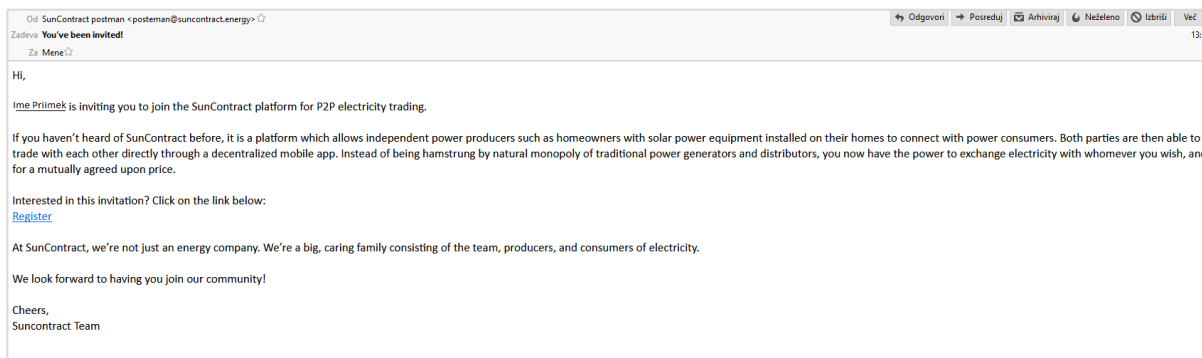 Od SunContract postman <posteman@suncontract.energy>
Odgovori Posreduj Arhiviraj Neželeno Izbriši Več
Zadeva You've been invited!
13:
Za Mene
Hi,
Ime Priimek is inviting you to join the SunContract platform for P2P electricity trading.
If you haven't heard of SunContract before, it is a platform which allows independent power producers such as homeowners with solar power equipment installed on their homes to connect with power consumers. Both parties are then able to
trade with each other directly through a decentralized mobile app. Instead of being hamstrung by natural monopoly of traditional power generators and distributors, you now have the power to exchange electricity with whomever you wish, and
for a mutually agreed upon price.
Interested in this invitation? Click on the link below:
Register
At SunContract, we're not just an energy company. We're a big, caring family consisting of the team, producers, and consumers of electricity.
We look forward to having you join our community!
Cheers,
Suncontract Team